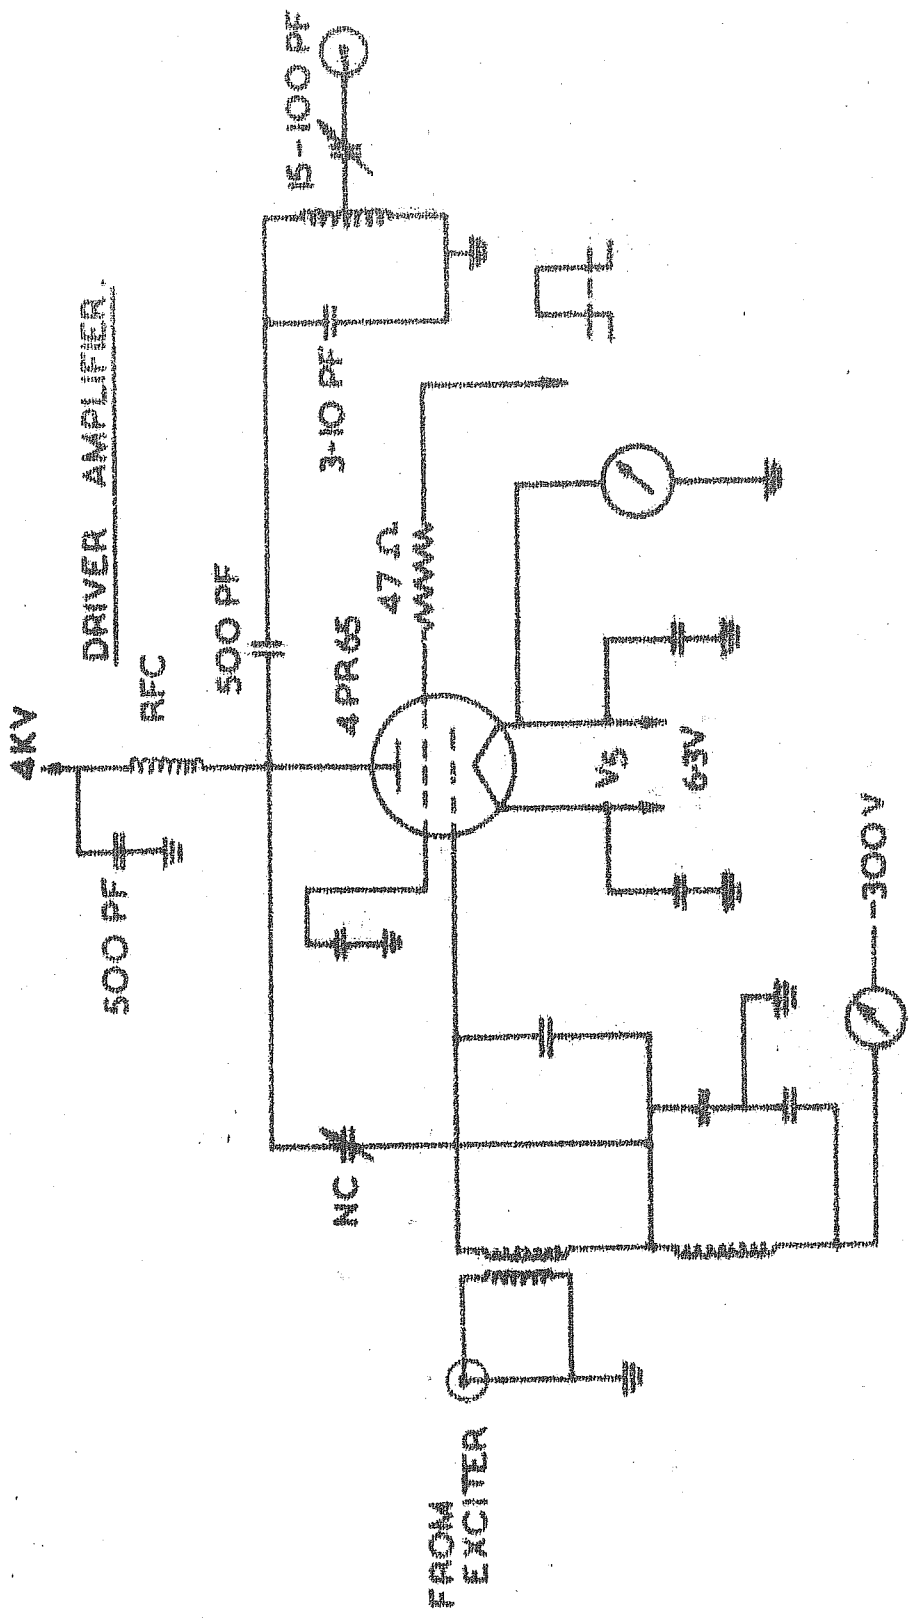 DRIVER AMPLIFIER.
4KV
RFC
500 PF
500 PF
15-100 PF
3-10 PF
4PR65
47 Ω
NC
V5
6·3V
-300V
FROM
EXCITER